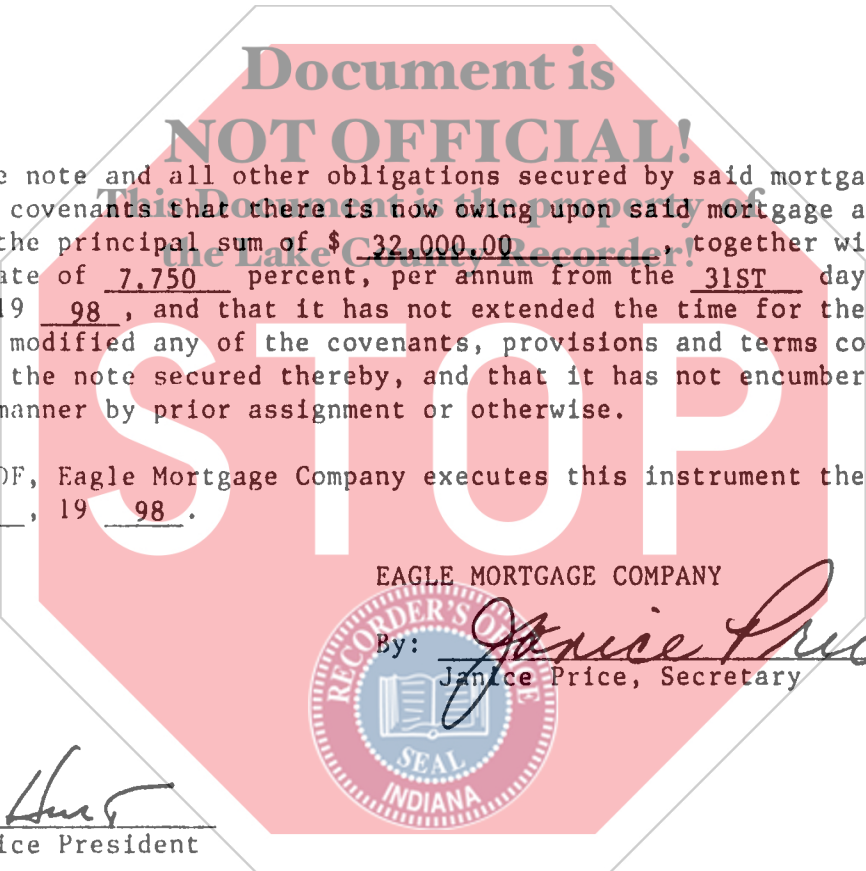 Document is
NOT OFFICIAL!
This Document is the property of
the Lake County Recorder!
note and all other obligations secured by said mortga
covenants that there is now owing upon said mortgage a
the principal sum of $ 32,000,00, together wi
ate of 7.750 percent, per annum from the 31ST day
19 98, and that it has not extended the time for the
modified any of the covenants, provisions and terms co
the note secured thereby, and that it has not encumber
manner by prior assignment or otherwise.
OF, Eagle Mortgage Company executes this instrument the
, 19 98.
STOP
EAGLE MORTGAGE COMPANY
By: Janice Pric
Janice Price, Secretary
RECORDER'S OFFICE
SEAL
INDIANA
ice President